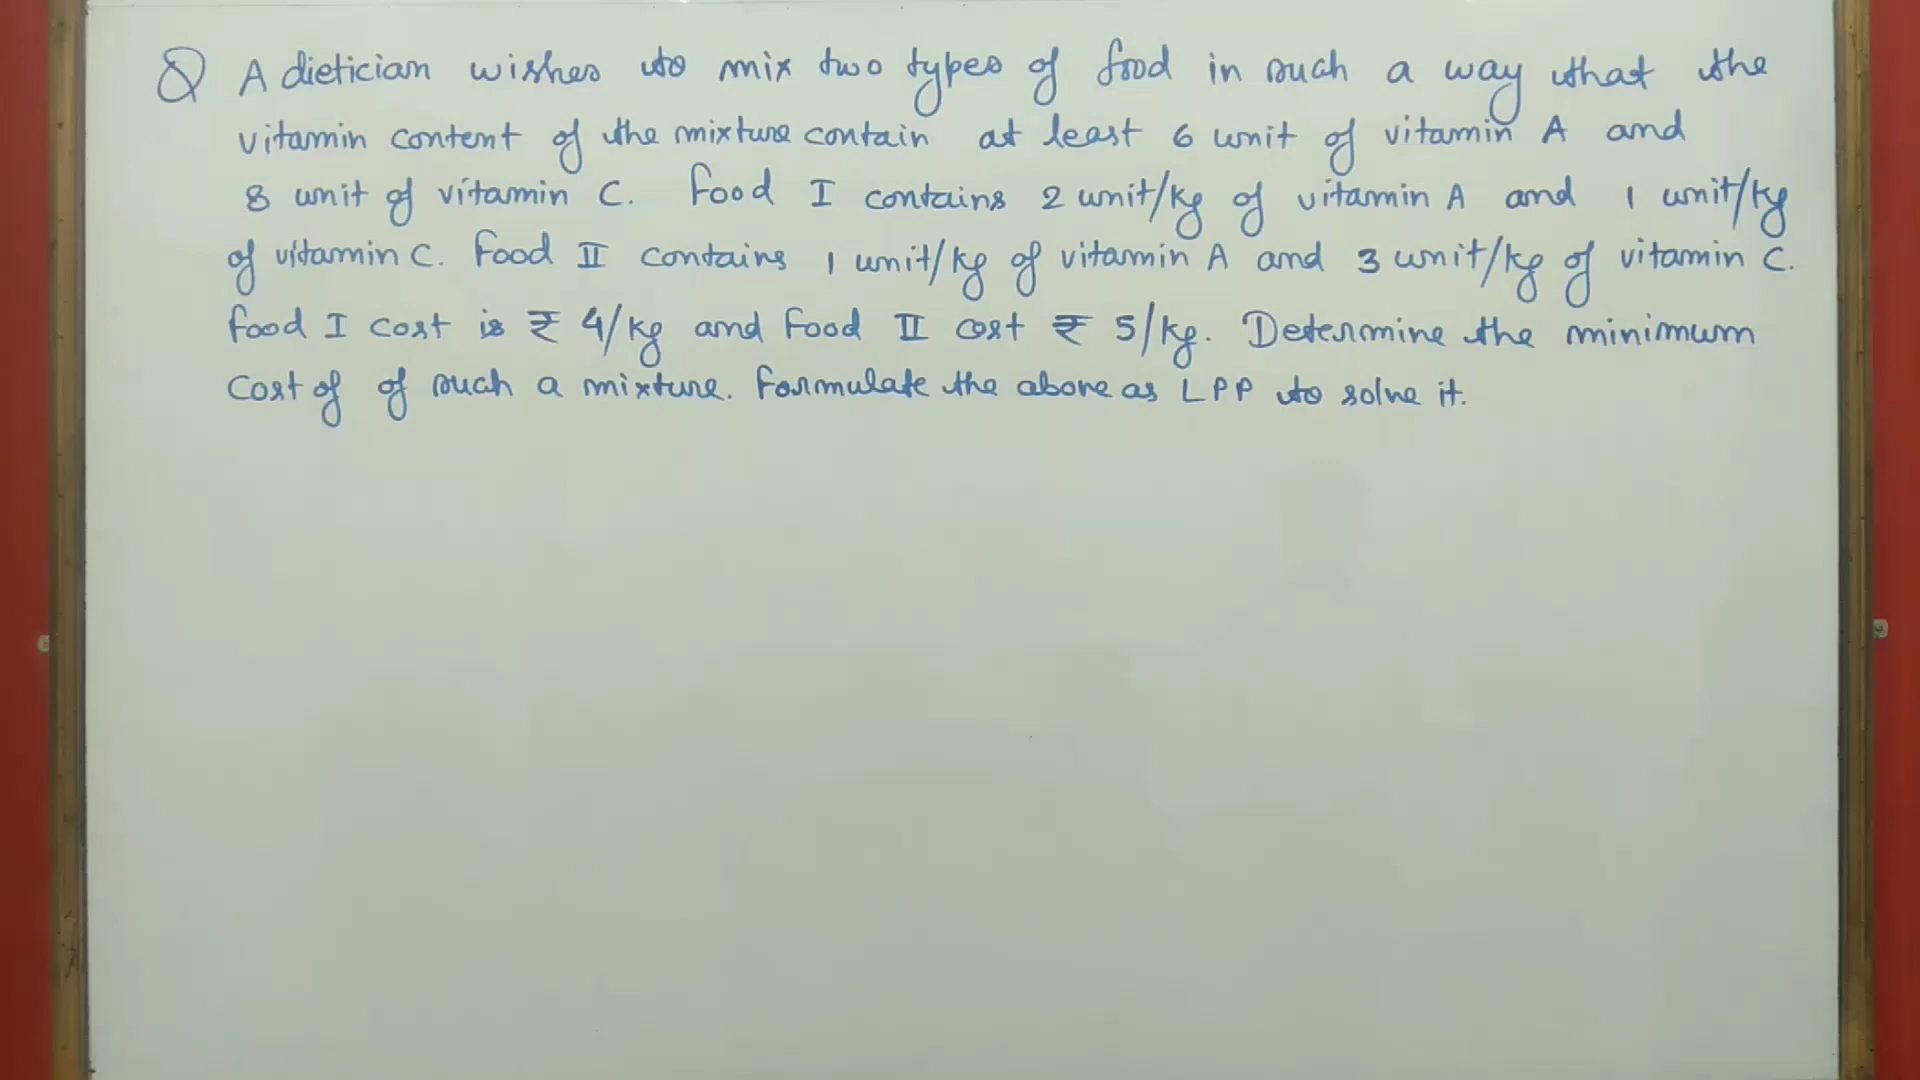 Q A dietician wishes to mix two types of food in such a way that the
vitamin content of the mixture contain at least 6 unit of vitamin A and
8 unit of vitamin C. Food I contains 2 unit/kg of vitamin A and 1 unit/kg
of vitamin C. Food II contains 1 unit/kg of vitamin A and 3 unit/kg of vitamin C.
Food I cost is ₹ 4/kg and Food II cost ₹ 5/kg. Determine the minimum
Cost of of such a mixture. Formulate the above as LPP to solve it.